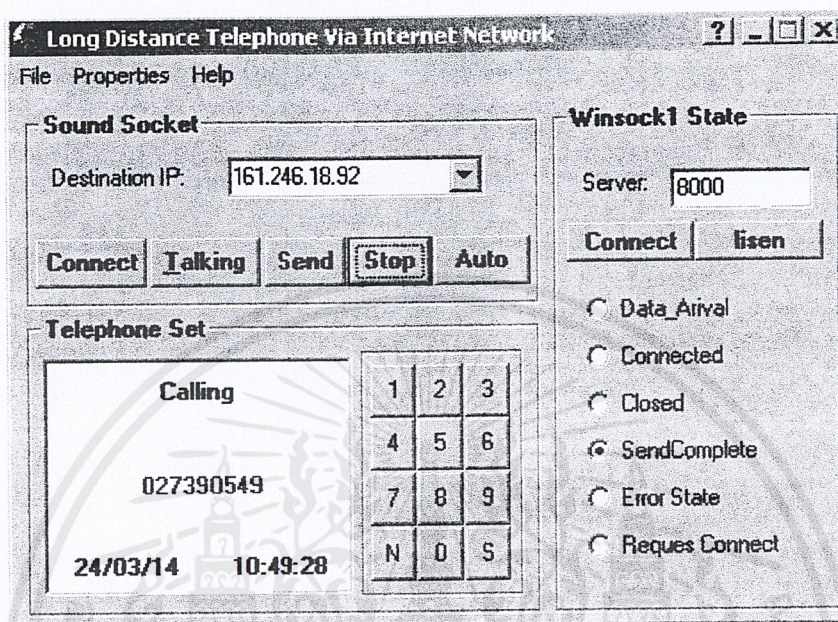 Long Distance Telephone Via Internet Network
File Properties Help
Sound Socket
Destination IP: 161.246.18.92
Connect Talking Send Stop Auto
Telephone Set
Calling
027390549
24/03/14 10:49:28
1 2 3
4 5 6
7 8 9
N 0 S
Winsock1 State
Server: 8000
Connect lisen
Data_Arival
Connected
Closed
SendComplete
Error State
Reques Connect